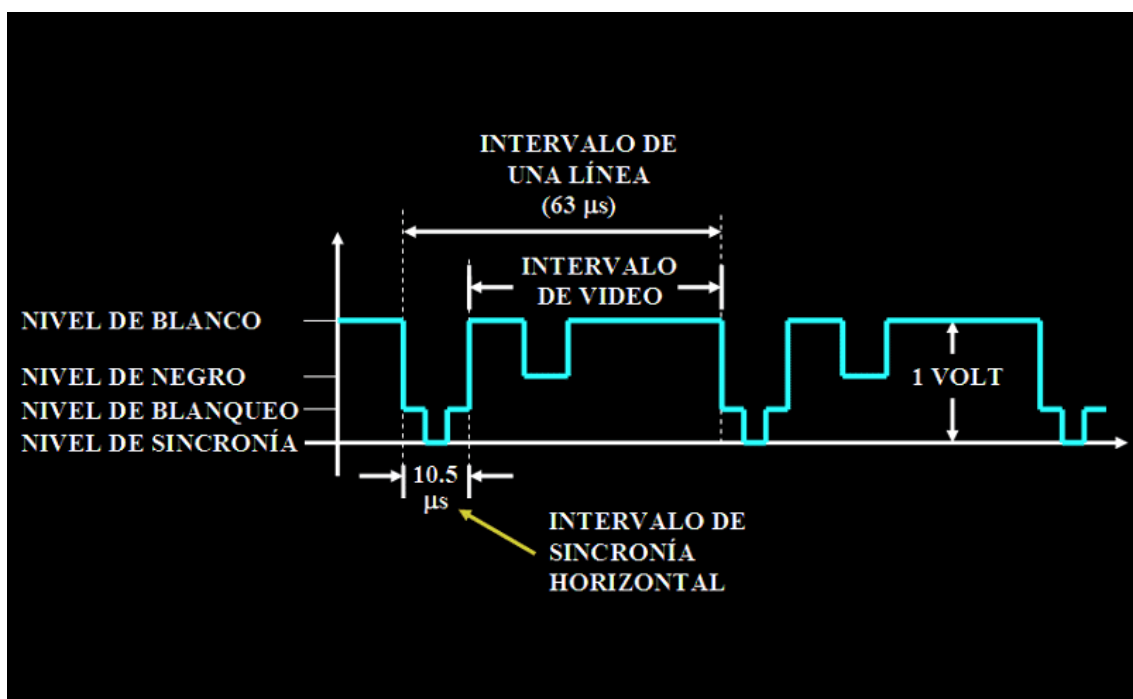 INTERVALO DE
UNA LÍNEA
(63 μs)
INTERVALO
DE VIDEO
NIVEL DE BLANCO
NIVEL DE NEGRO
NIVEL DE BLANQUEO
NIVEL DE SINCRONÍA
1 VOLT
10.5
μs
INTERVALO DE
SINCRONÍA
HORIZONTAL